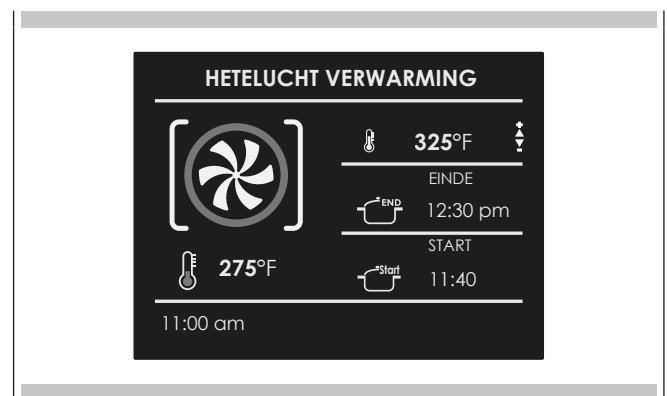 HETELUCHT VERWARMING
325°F
EINDE
END
12:30 pm
START
Start
11:40
275°F
11:00 am